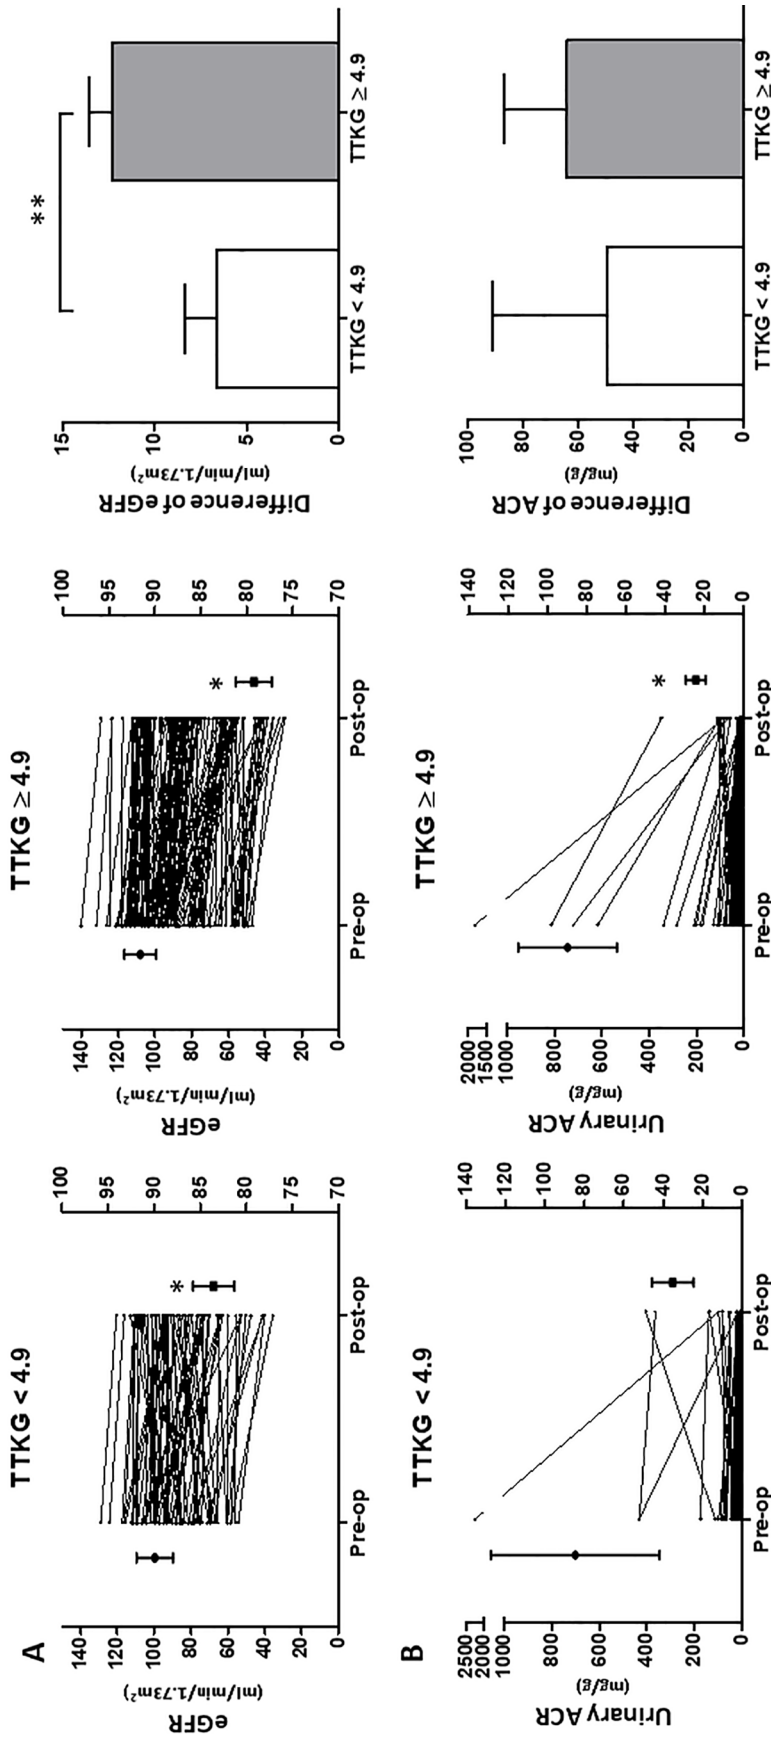 A
TTKG < 4.9
eGFR
(ml/min/1.73m²)
140
120
100
80
60
40
20
0
Pre-op
Post-op
*
100
95
90
85
80
75
70
TTKG ≥ 4.9
eGFR
(ml/min/1.73m²)
140
120
100
80
60
40
20
0
Pre-op
Post-op
*
100
95
90
85
80
75
70
Difference of eGFR
(ml/min/1.73m²)
15
10
5
0
**
TTKG < 4.9
TTKG ≥ 4.9
B
TTKG < 4.9
Urinary ACR
(mg/g)
2500
2000
1000
800
600
400
200
0
Pre-op
Post-op
140
120
100
80
60
40
20
0
TTKG ≥ 4.9
Urinary ACR
(mg/g)
2000
1500
1000
800
600
400
200
0
Pre-op
Post-op
*
140
120
100
80
60
40
20
0
Difference of ACR
(mg/g)
100
80
60
40
20
0
TTKG < 4.9
TTKG ≥ 4.9